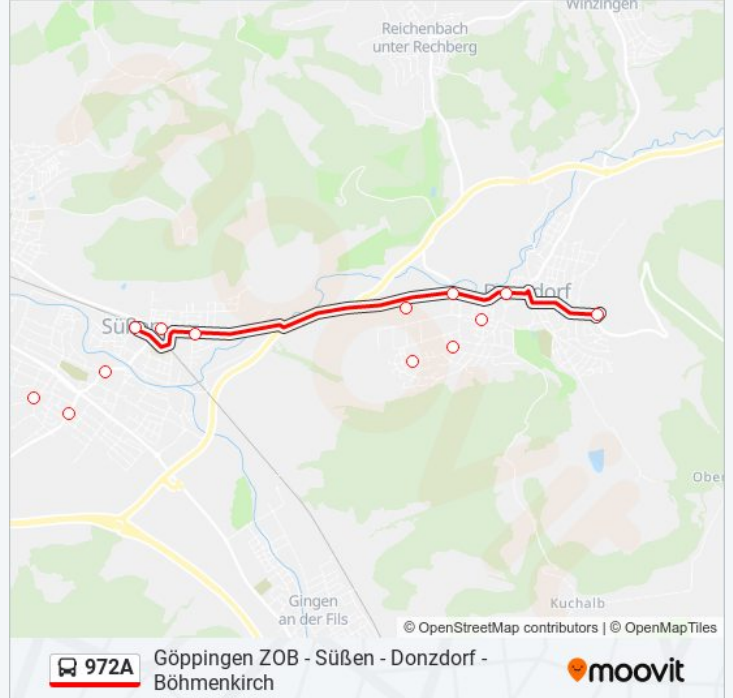 Winzingen
Reichenbach
unter Rechberg
Donzdorf
Süßen
Ober
Gingen
an der Fils
Kuchalb
© OpenStreetMap contributors | © OpenMapTiles
972A
Göppingen ZOB - Süßen - Donzdorf -
Böhmenkirch
moovit